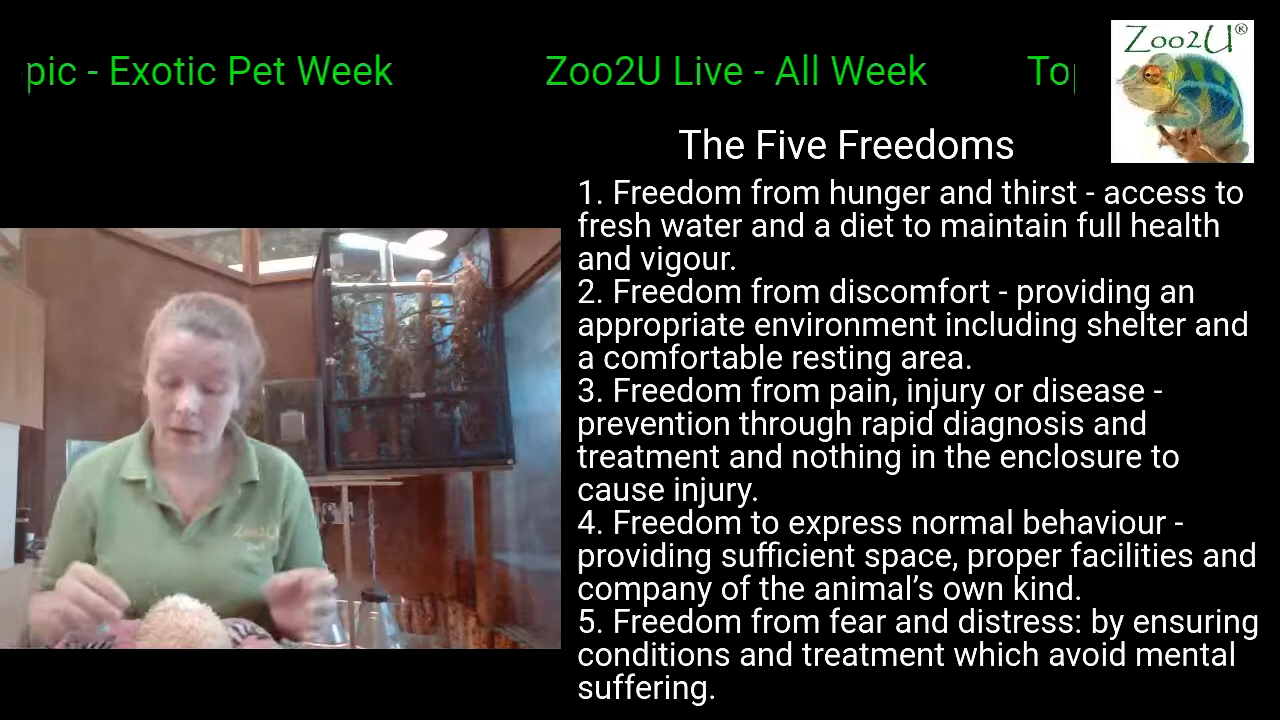 pic - Exotic Pet Week Zoo2U Live - All Week To
Zoo2U®
The Five Freedoms
1. Freedom from hunger and thirst - access to
fresh water and a diet to maintain full health
and vigour.
2. Freedom from discomfort - providing an
appropriate environment including shelter and
a comfortable resting area.
3. Freedom from pain, injury or disease -
prevention through rapid diagnosis and
treatment and nothing in the enclosure to
cause injury.
4. Freedom to express normal behaviour -
providing sufficient space, proper facilities and
company of the animal’s own kind.
5. Freedom from fear and distress: by ensuring
conditions and treatment which avoid mental
suffering.
Zoo2U